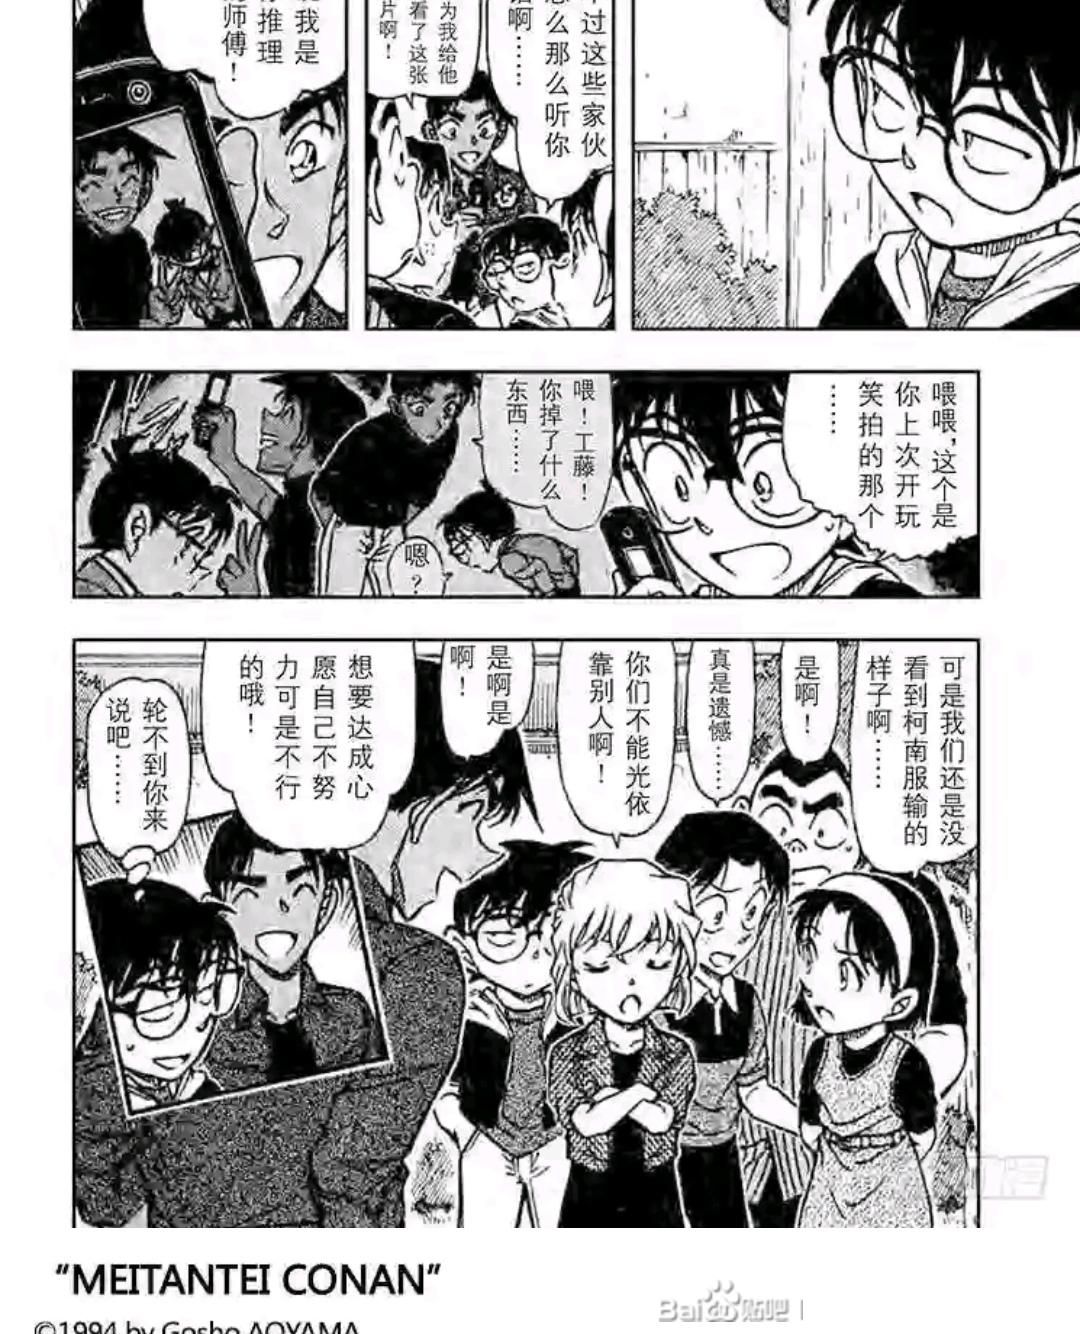 不过这些家伙
怎么那么听你
话啊……
为我给他
看了这张
片啊！
我是
推理
师傅！
喂喂，这个是
你上次开玩
笑拍的那个
……
喂！工藤！
你掉了什么
东西……
嗯？
可是我们还是没
看到柯南服输的
样子啊……
是啊！
真是遗憾……
你们不能光依
靠别人啊！
是啊是
啊！
想要达成心
愿自己不努
力可是不行
的哦！
轮不到你来
说吧……
“MEITANTEI CONAN”
©1994 by Gosho AOYAMA
Bai 贴吧